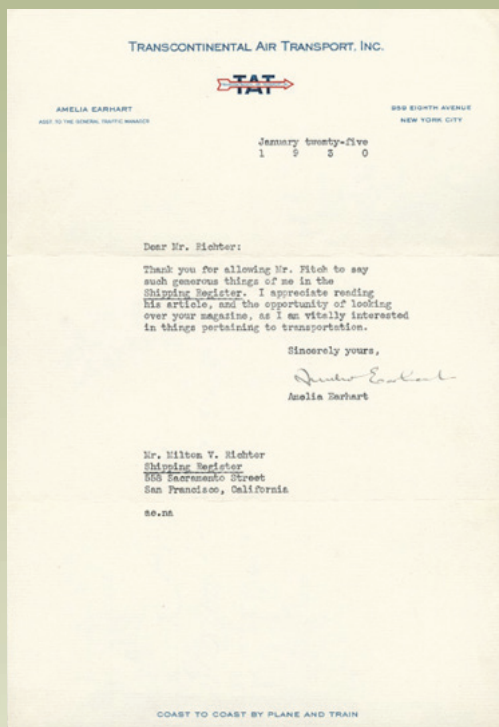 TRANSCONTINENTAL AIR TRANSPORT, INC.
TAT
AMELIA EARHART
ASST. TO THE GENERAL TRAFFIC MANAGER
959 EIGHTH AVENUE
NEW YORK CITY
January twenty-five
1 9 3 0
Dear Mr. Richter:
Thank you for allowing Mr. Fitch to say
such generous things of me in the
Shipping Register. I appreciate reading
his article, and the opportunity of looking
over your magazine, as I am vitally interested
in things pertaining to transportation.
Sincerely yours,
Amelia Earhart
Amelia Earhart
Mr. Milton V. Richter
Shipping Register
558 Sacramento Street
San Francisco, California
ae.na
COAST TO COAST BY PLANE AND TRAIN